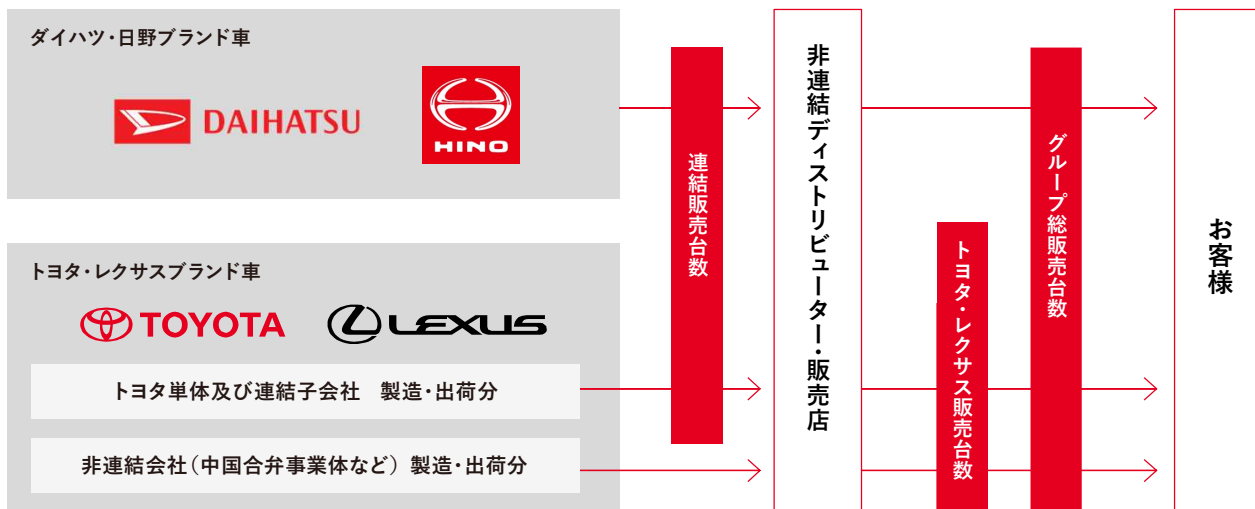 ダイハツ・日野ブランド車
DAIHATSU
HINO
トヨタ・レクサスブランド車
TOYOTA
LEXUS
トヨタ単体及び連結子会社　製造・出荷分
非連結会社（中国合弁事業体など）製造・出荷分
連結販売台数
非連結ディストリビューター・販売店
トヨタ・レクサス販売台数
グループ総販売台数
お客様